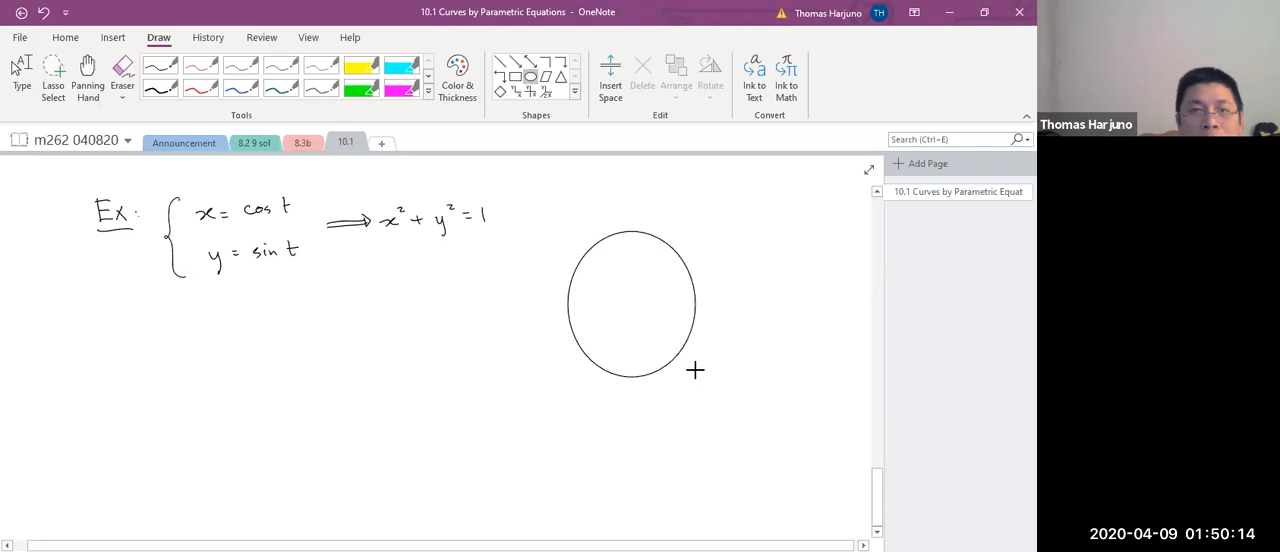 10.1 Curves by Parametric Equations - OneNote
Thomas Harjuno
TH
File Home Insert Draw History Review View Help
Type
Lasso Select
Panning Hand
Eraser
Color & Thickness
Insert Space
Delete
Arrange
Rotate
Ink to Text
Ink to Math
Tools
Shapes
Edit
Convert
Thomas Harjuno
m262 040820
Announcement
8.2 9 sol
8.3b
10.1
Search (Ctrl+E)
Add Page
10.1 Curves by Parametric Equat
Ex: { x = cos t ⟹ x² + y² = 1
y = sin t
2020-04-09 01:50:14